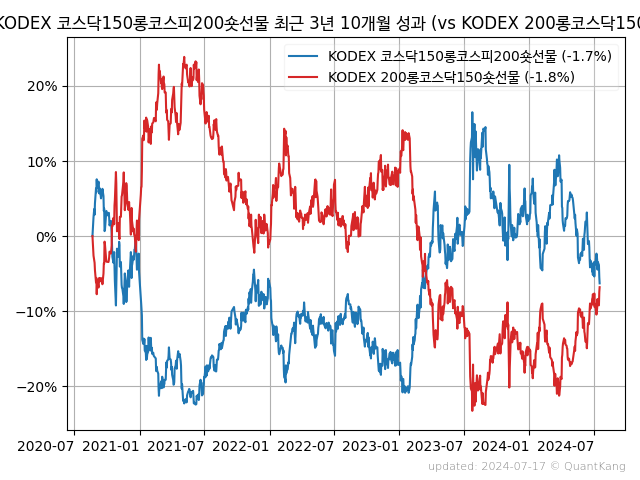 KODEX 코스닥150롱코스피200숏선물 최근 3년 10개월 성과 (vs KODEX 200롱코스닥150
KODEX 코스닥150롱코스피200숏선물 (-1.7%)
KODEX 200롱코스닥150숏선물 (-1.8%)
20%
10%
0%
−10%
−20%
2020-07 2021-01 2021-07 2022-01 2022-07 2023-01 2023-07 2024-01 2024-07
updated: 2024-07-17 © QuantKang